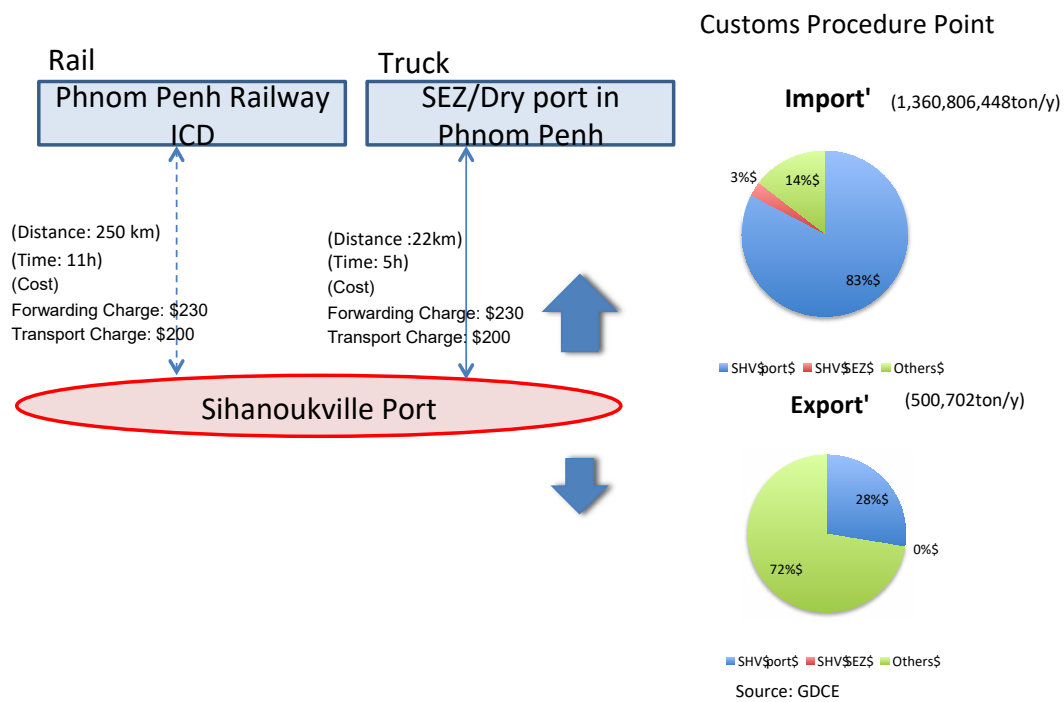 Customs Procedure Point
Rail
Truck
Phnom Penh Railway
ICD
SEZ/Dry port in
Phnom Penh
(Distance: 250 km)
(Time: 11h)
(Cost)
Forwarding Charge: $230
Transport Charge: $200
(Distance :22km)
(Time: 5h)
(Cost)
Forwarding Charge: $230
Transport Charge: $200
Sihanoukville Port
Import' (1,360,806,448ton/y)
3%$
14%$
83%$
SHV$port$ SHV$SEZ$ Others$
Export' (500,702ton/y)
28%$
0%$
72%$
SHV$port$ SHV$SEZ$ Others$
Source: GDCE